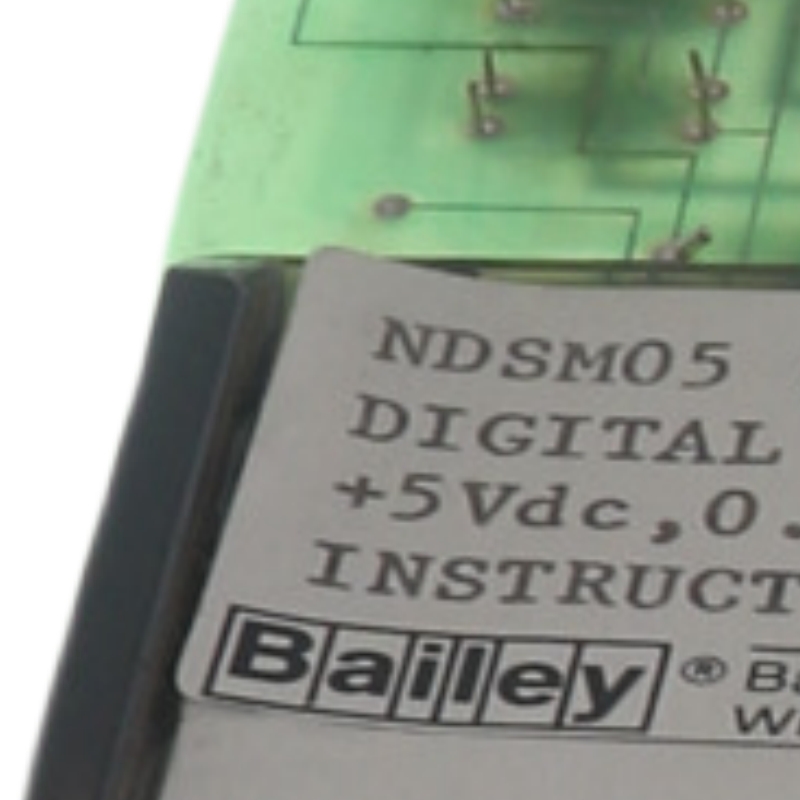 NDSM05
DIGITAL
+5Vdc,0.
INSTRUCT
Bailey ®